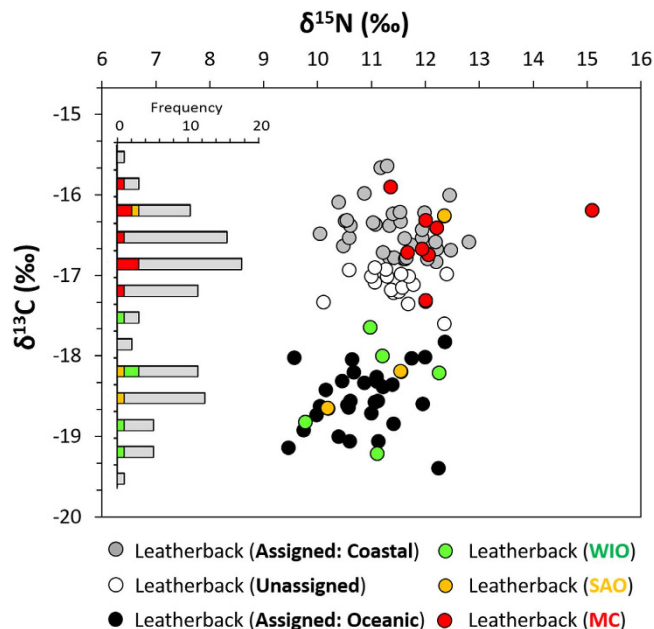 δ15N (‰)
6 7 8 9 10 11 12 13 14 15 16
Frequency
0 10 20
δ13C (‰)
-15
-16
-17
-18
-19
-20
Leatherback (Assigned: Coastal) Leatherback (WIO)
Leatherback (Unassigned) Leatherback (SAO)
Leatherback (Assigned: Oceanic) Leatherback (MC)